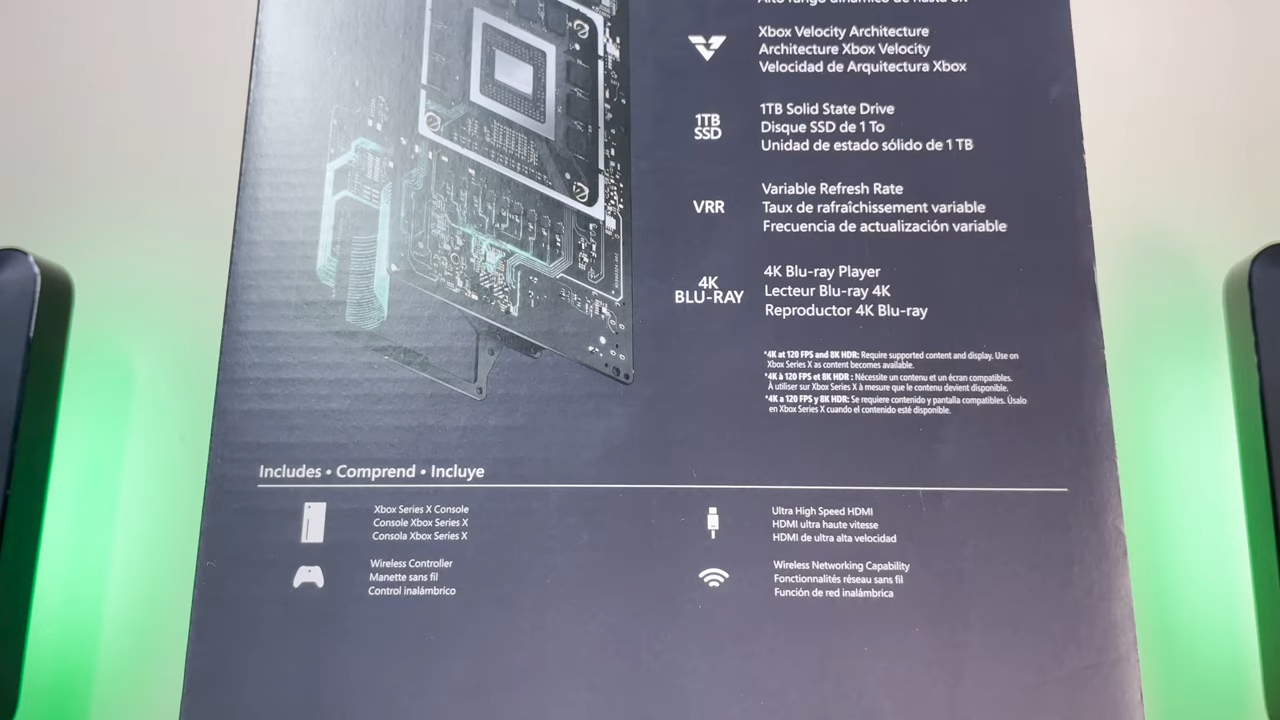 Alto rango dinámico de hasta 8K
Xbox Velocity Architecture
Architecture Xbox Velocity
Velocidad de Arquitectura Xbox
1TB
SSD
1TB Solid State Drive
Disque SSD de 1 To
Unidad de estado sólido de 1 TB
VRR
Variable Refresh Rate
Taux de rafraîchissement variable
Frecuencia de actualización variable
4K
BLU-RAY
4K Blu-ray Player
Lecteur Blu-ray 4K
Reproductor 4K Blu-ray
*4K at 120 FPS and 8K HDR: Require supported content and display. Use on
Xbox Series X as content becomes available.
*4K à 120 FPS et 8K HDR : Nécessite un contenu et un écran compatibles.
À utiliser sur Xbox Series X à mesure que le contenu devient disponible.
*4K a 120 FPS y 8K HDR: Se requiere contenido y pantalla compatibles. Úsalo
en Xbox Series X cuando el contenido esté disponible.
Includes • Comprend • Incluye
Xbox Series X Console
Console Xbox Series X
Consola Xbox Series X
Wireless Controller
Manette sans fil
Control inalámbrico
Ultra High Speed HDMI
HDMI ultra haute vitesse
HDMI de ultra alta velocidad
Wireless Networking Capability
Fonctionnalités réseau sans fil
Función de red inalámbrica